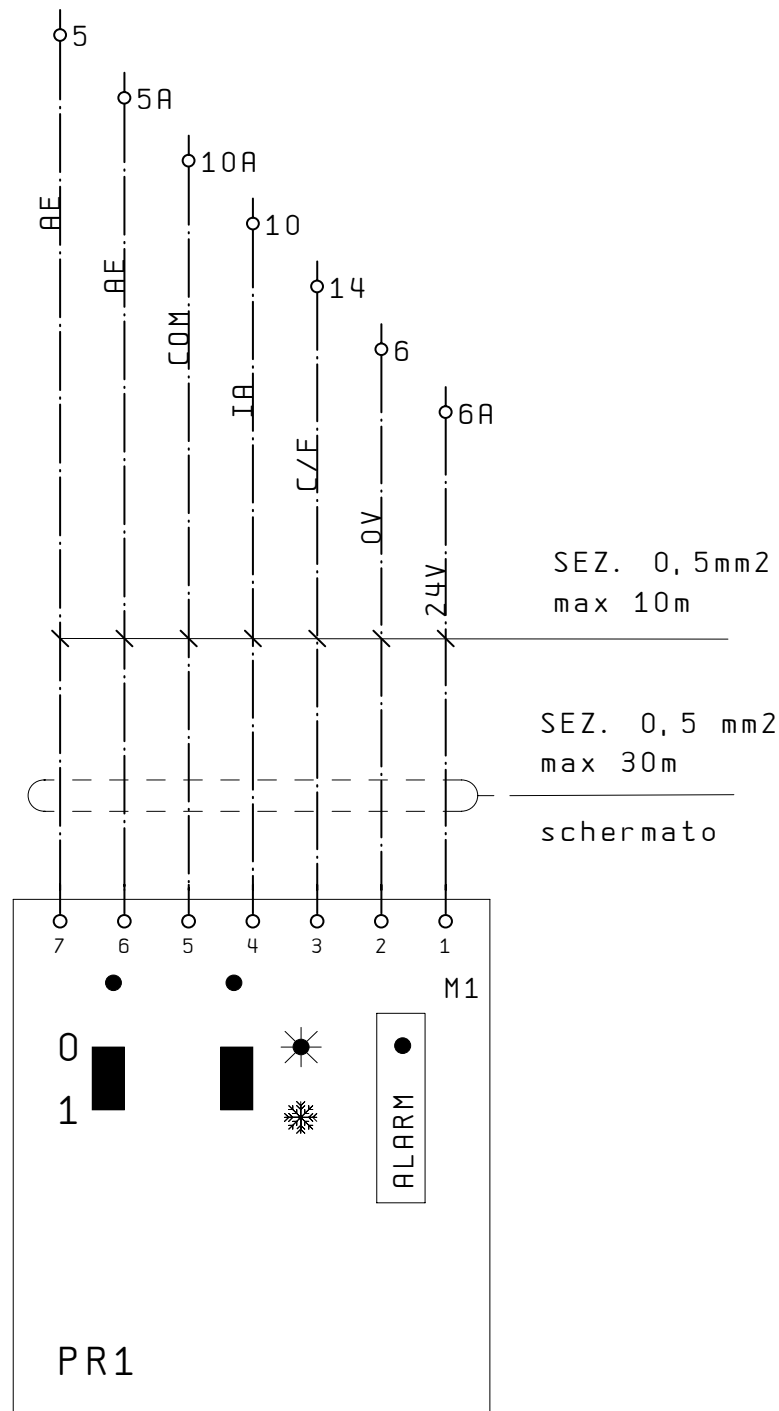 5
5A
10A
10
14
6
6A
AE
AE
COM
IA
C/F
0V
24V
SEZ. 0,5mm2
max 10m
SEZ. 0,5 mm2
max 30m
schermato
7 6 5 4 3 2 1
M1
0
1
ALARM
PR1